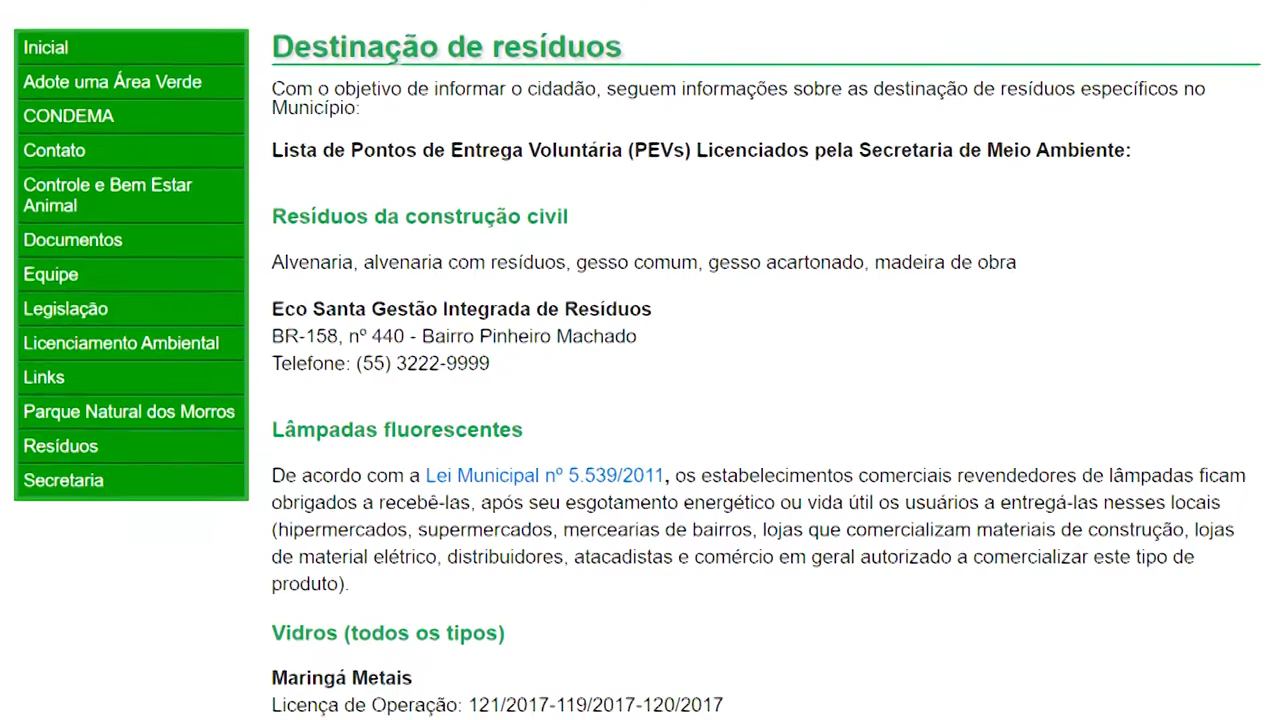 Inicial
Adote uma Área Verde
CONDEMA
Contato
Controle e Bem Estar
Animal
Documentos
Equipe
Legislação
Licenciamento Ambiental
Links
Parque Natural dos Morros
Resíduos
Secretaria
Destinação de resíduos
Com o objetivo de informar o cidadão, seguem informações sobre as destinação de resíduos específicos no
Município:
Lista de Pontos de Entrega Voluntária (PEVs) Licenciados pela Secretaria de Meio Ambiente:
Resíduos da construção civil
Alvenaria, alvenaria com resíduos, gesso comum, gesso acartonado, madeira de obra
Eco Santa Gestão Integrada de Resíduos
BR-158, nº 440 - Bairro Pinheiro Machado
Telefone: (55) 3222-9999
Lâmpadas fluorescentes
De acordo com a Lei Municipal nº 5.539/2011, os estabelecimentos comerciais revendedores de lâmpadas ficam
obrigados a recebê-las, após seu esgotamento energético ou vida útil os usuários a entregá-las nesses locais
(hipermercados, supermercados, mercearias de bairros, lojas que comercializam materiais de construção, lojas
de material elétrico, distribuidores, atacadistas e comércio em geral autorizado a comercializar este tipo de
produto).
Vidros (todos os tipos)
Maringá Metais
Licença de Operação: 121/2017-119/2017-120/2017